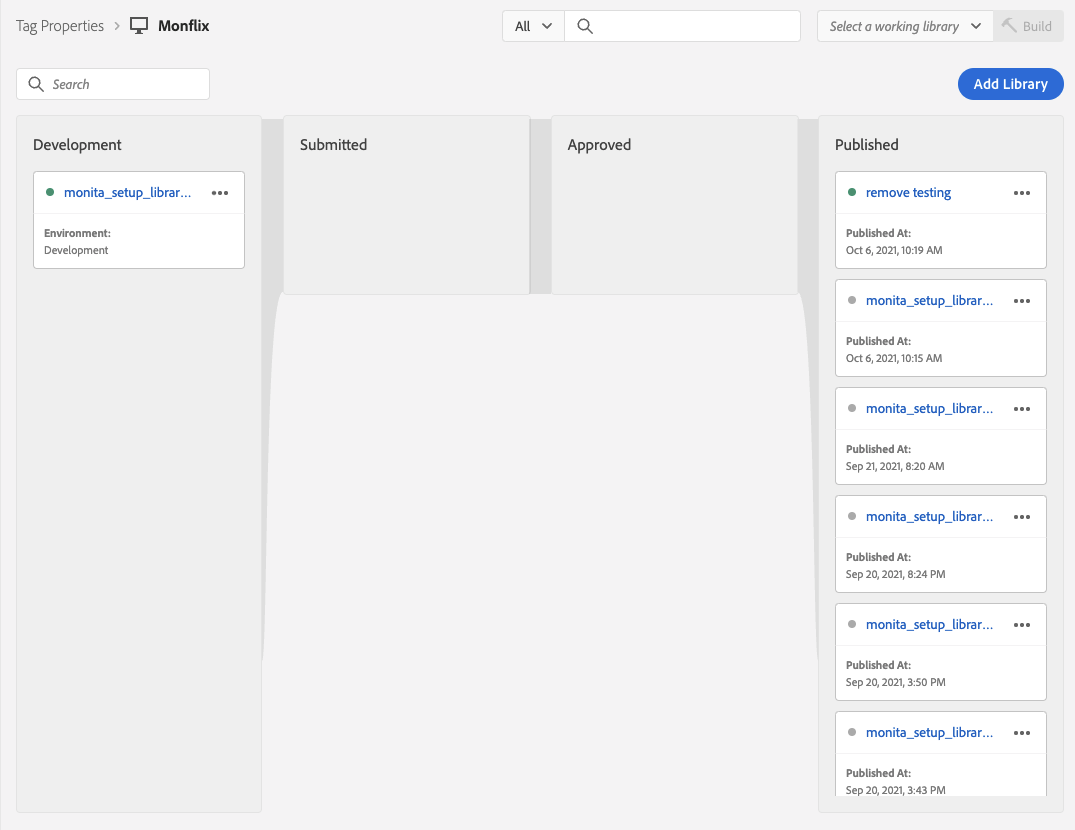 Tag Properties > Monflix
All
Select a working library
Build
Search
Add Library
Development
monita_setup_librar...
Environment:
Development
Submitted
Approved
Published
remove testing
Published At:
Oct 6, 2021, 10:19 AM
monita_setup_librar...
Published At:
Oct 6, 2021, 10:15 AM
monita_setup_librar...
Published At:
Sep 21, 2021, 8:20 AM
monita_setup_librar...
Published At:
Sep 20, 2021, 8:24 PM
monita_setup_librar...
Published At:
Sep 20, 2021, 3:50 PM
monita_setup_librar...
Published At:
Sep 20, 2021, 3:43 PM